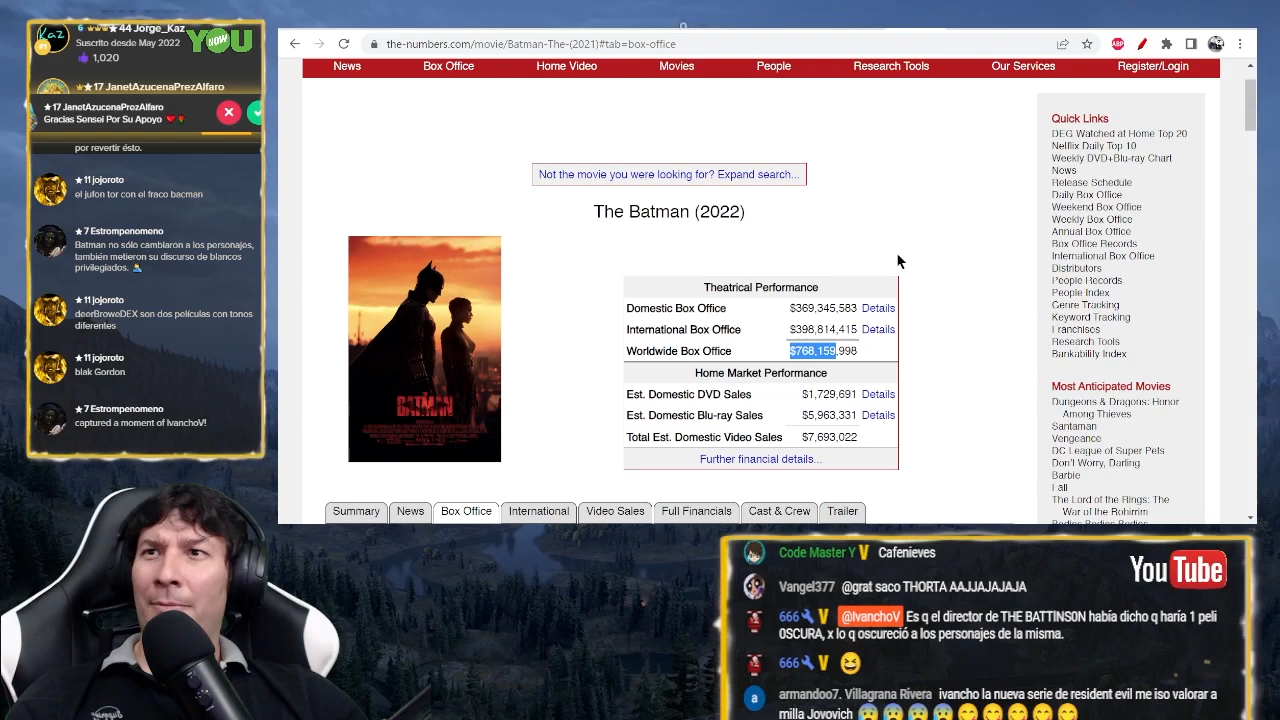 Kaz
#1
6 ★44 Jorge_Kaz
Suscrito desde May 2022
1,020
NOW
YOU
★17 JanetAzucenaPrezAlfaro
★17 JanetAzucenaPrezAlfaro
Gracias Sensei Por Su Apoyo ❤️🌹
por revertir ésto.
★11 jojoroto
el jufon tor con el fraco bacman
★7 Estrompenomeno
Batman no sólo cambiaron a los personajes,
también metieron su discurso de blancos
privilegiados.
★11 jojoroto
deerBroweDEX son dos películas con tonos
diferentes
★11 jojoroto
blak Gordon
★7 Estrompenomeno
captured a moment of IvanchoV!
the-numbers.com/movie/Batman-The-(2021)#tab=box-office
ABP
News Box Office Home Video Movies People Research Tools Our Services Register/Login
Not the movie you were looking for? Expand search...
The Batman (2022)
BATMAN
Theatrical Performance
Domestic Box Office $369,345,583 Details
International Box Office $398,814,415 Details
Worldwide Box Office $768,159,998
Home Market Performance
Est. Domestic DVD Sales $1,729,691 Details
Est. Domestic Blu-ray Sales $5,963,331 Details
Total Est. Domestic Video Sales $7,693,022
Further financial details...
Summary News Box Office International Video Sales Full Financials Cast & Crew Trailer
Quick Links
DEG Watched at Home Top 20
Netflix Daily Top 10
Weekly DVD+Blu-ray Chart
News
Release Schedule
Daily Box Office
Weekend Box Office
Weekly Box Office
Annual Box Office
Box Office Records
International Box Office
Distributors
People Records
People Index
Genre Tracking
Keyword Tracking
Franchises
Research Tools
Bankability Index
Most Anticipated Movies
Dungeons & Dragons: Honor
Among Thieves
Santaman
Vengeance
DC League of Super Pets
Don't Worry, Darling
Barbie
The Lord of the Rings: The
War of the Rohirrim
Code Master Y V Cafenieves
YouTube
Vangel377 @grat saco THORTA AAJJAJAJAJA
666 V @IvanchoV Es q el director de THE BATTINS0N había dicho q haría 1 peli
0SCURA, x lo q oscureció a los personajes de la misma.
666 V 😆
a
armandoo7. Villagrana Rivera ivancho la nueva serie de resident evil me iso valorar a
milla Jovovich 😰😰😰😰😋😋😋😋